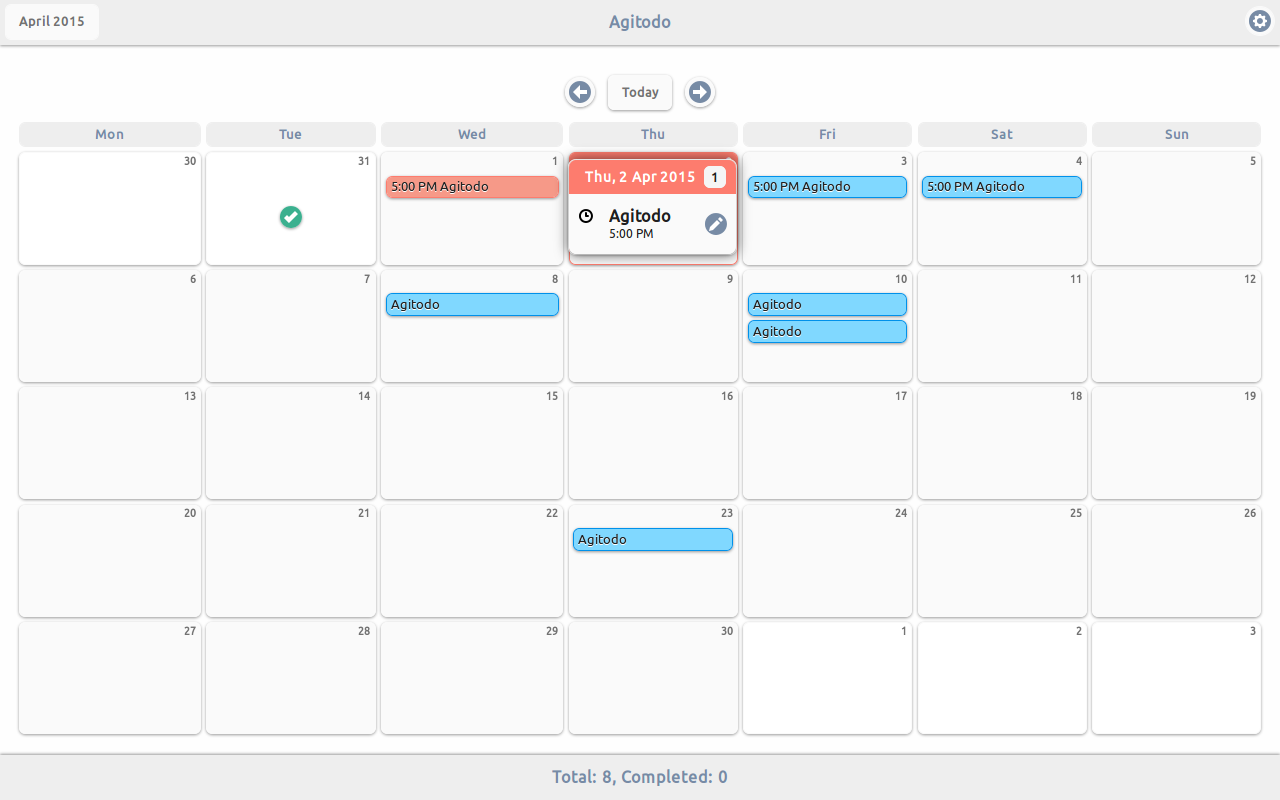 April 2015
Agitodo
Today
Mon Tue Wed Thu Fri Sat Sun
30 31 1 3 4 5
5:00 PM Agitodo
Thu, 2 Apr 2015 1
Agitodo
5:00 PM
5:00 PM Agitodo
5:00 PM Agitodo
6 7 8 9 10 11 12
Agitodo
Agitodo
Agitodo
13 14 15 16 17 18 19
20 21 22 23 24 25 26
Agitodo
27 28 29 30 1 2 3
Total: 8, Completed: 0